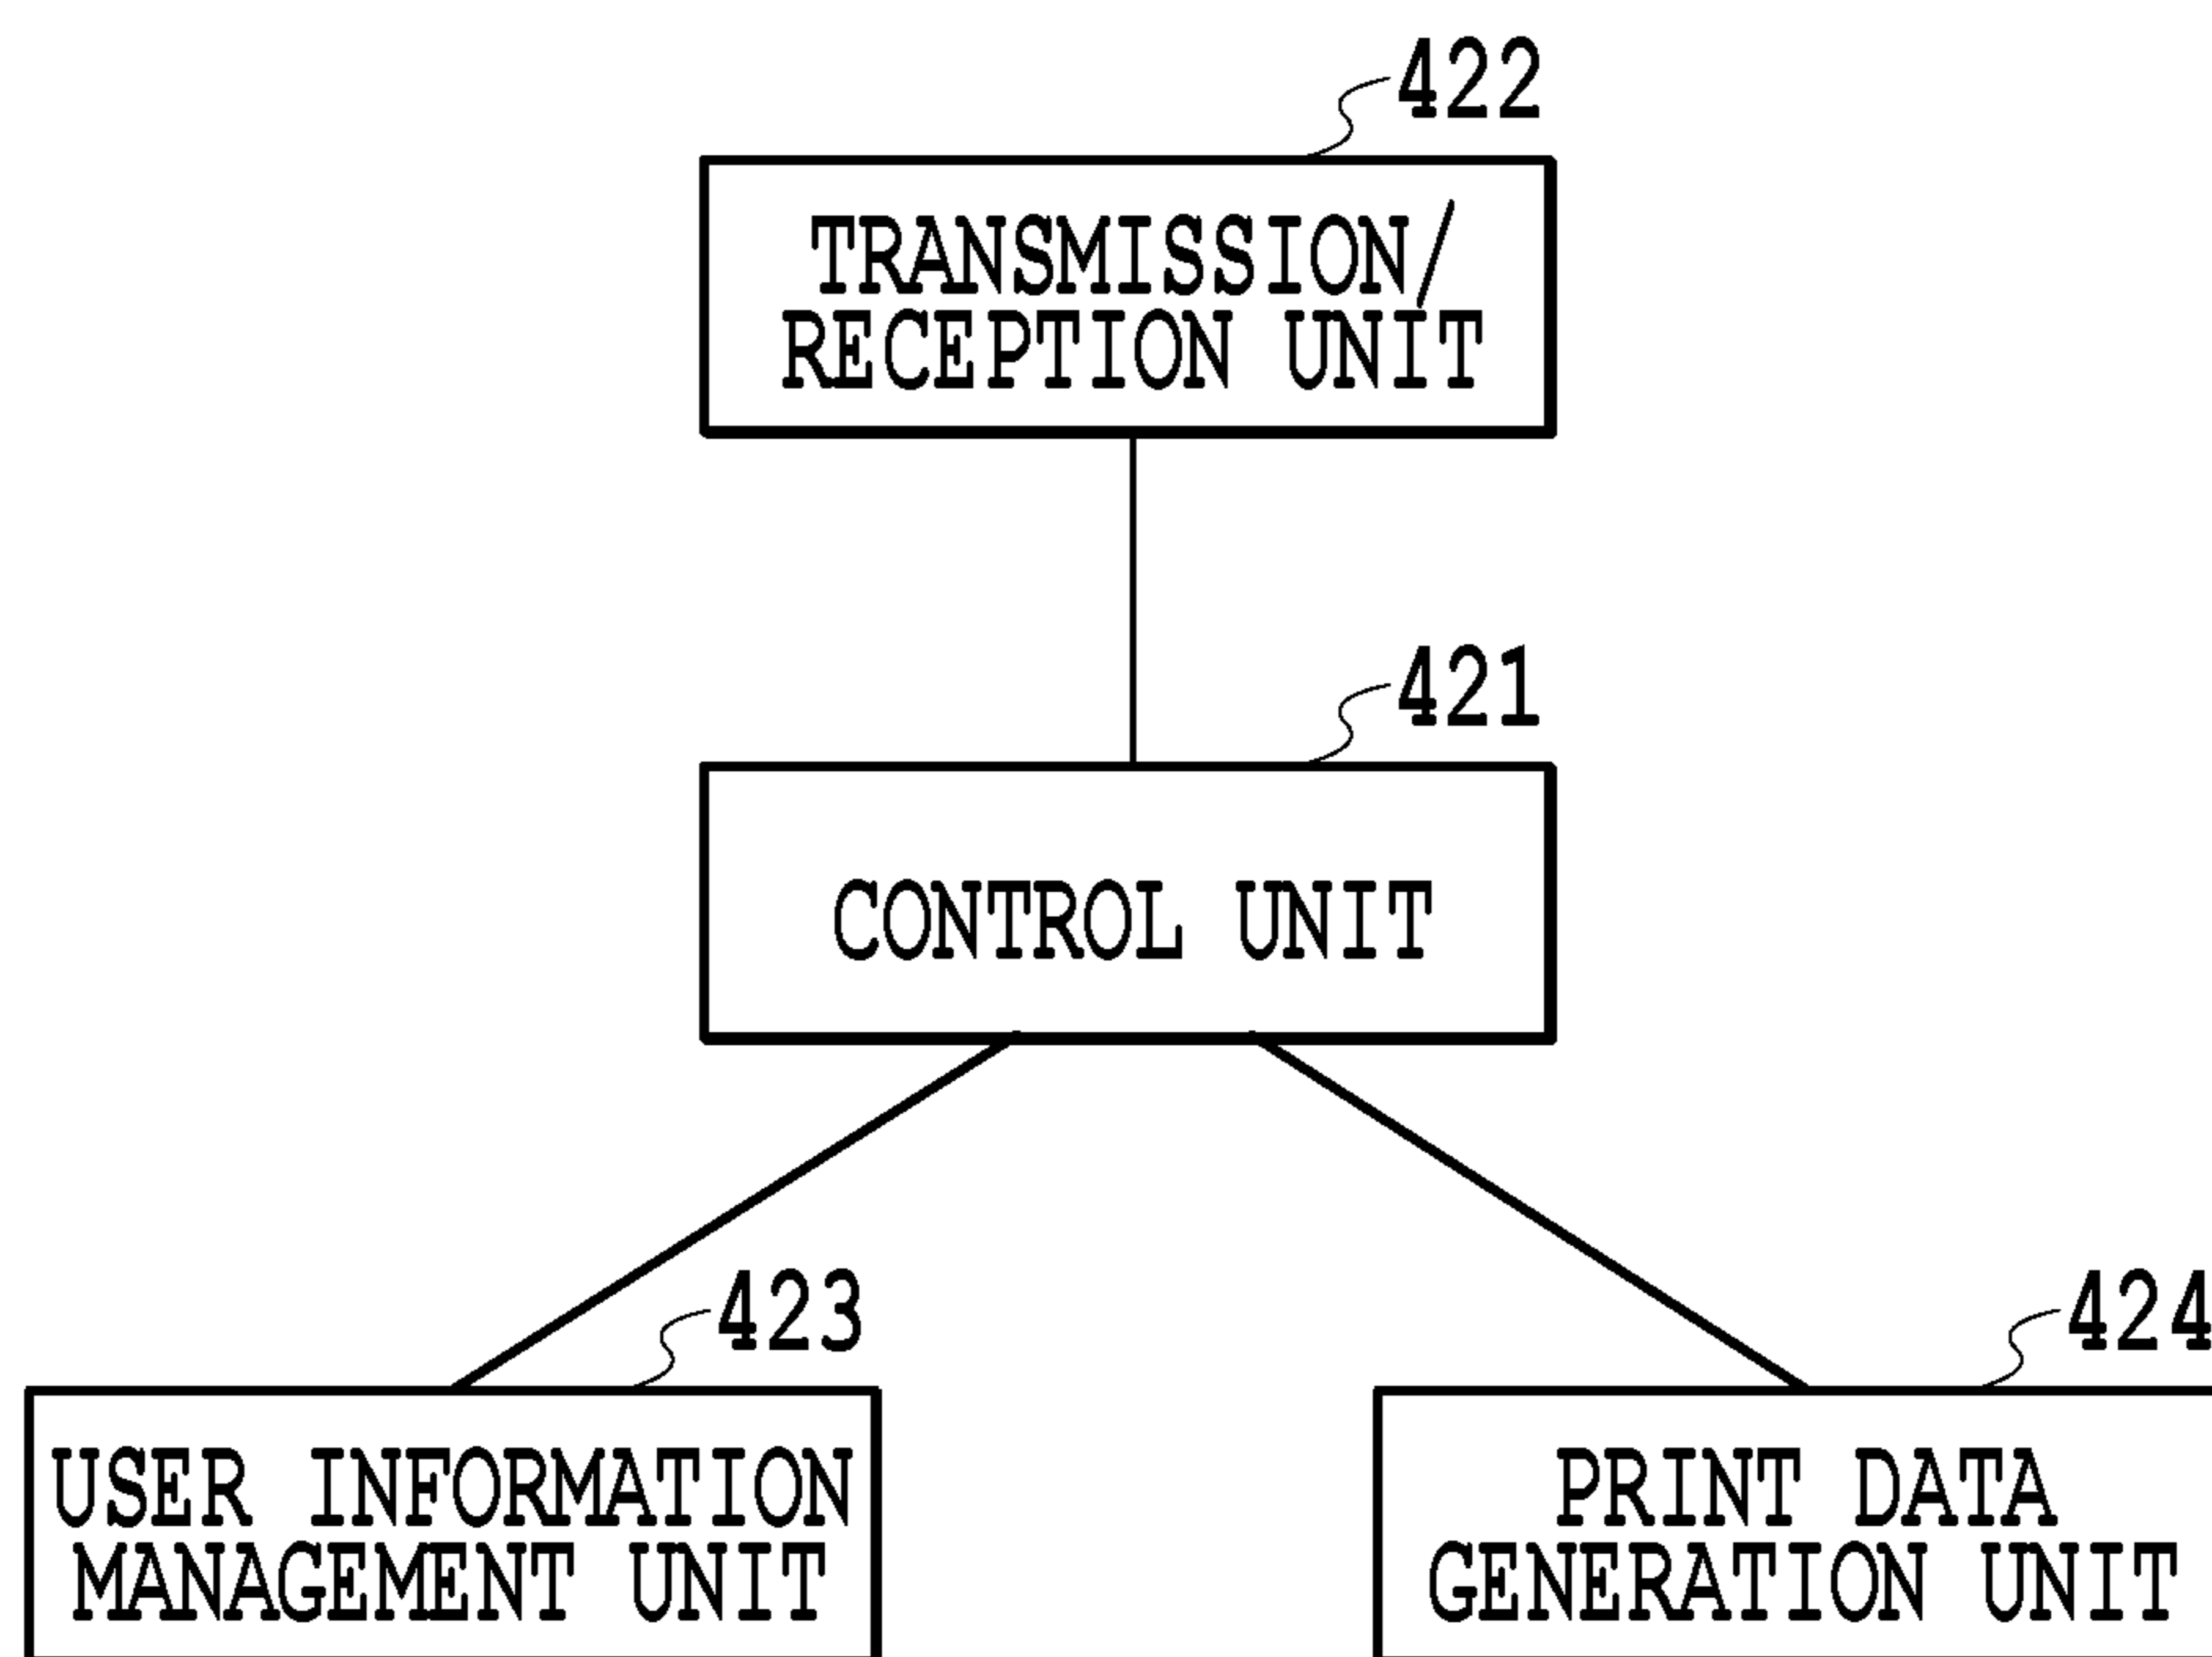 422
TRANSMISSION/
RECEPTION UNIT
421
CONTROL UNIT
423
USER INFORMATION
MANAGEMENT UNIT
424
PRINT DATA
GENERATION UNIT